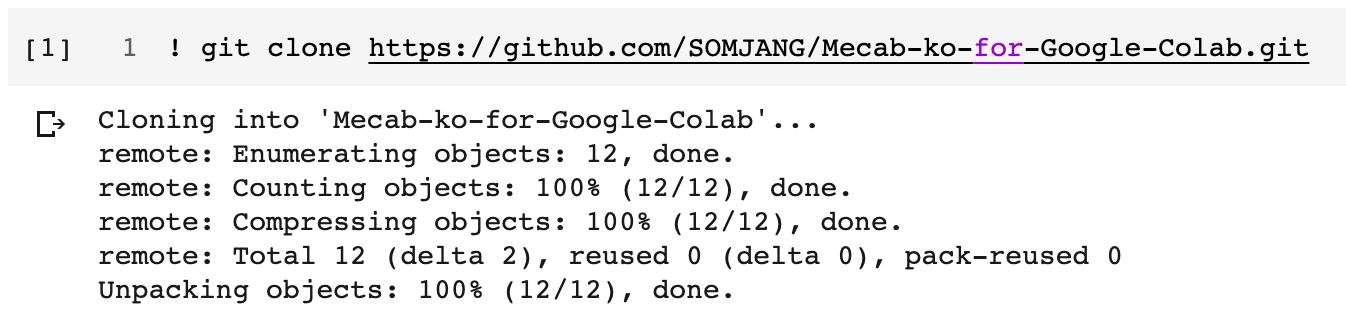 [1] 1 ! git clone https://github.com/SOMJANG/Mecab-ko-for-Google-Colab.git
Cloning into 'Mecab-ko-for-Google-Colab'...
remote: Enumerating objects: 12, done.
remote: Counting objects: 100% (12/12), done.
remote: Compressing objects: 100% (12/12), done.
remote: Total 12 (delta 2), reused 0 (delta 0), pack-reused 0
Unpacking objects: 100% (12/12), done.